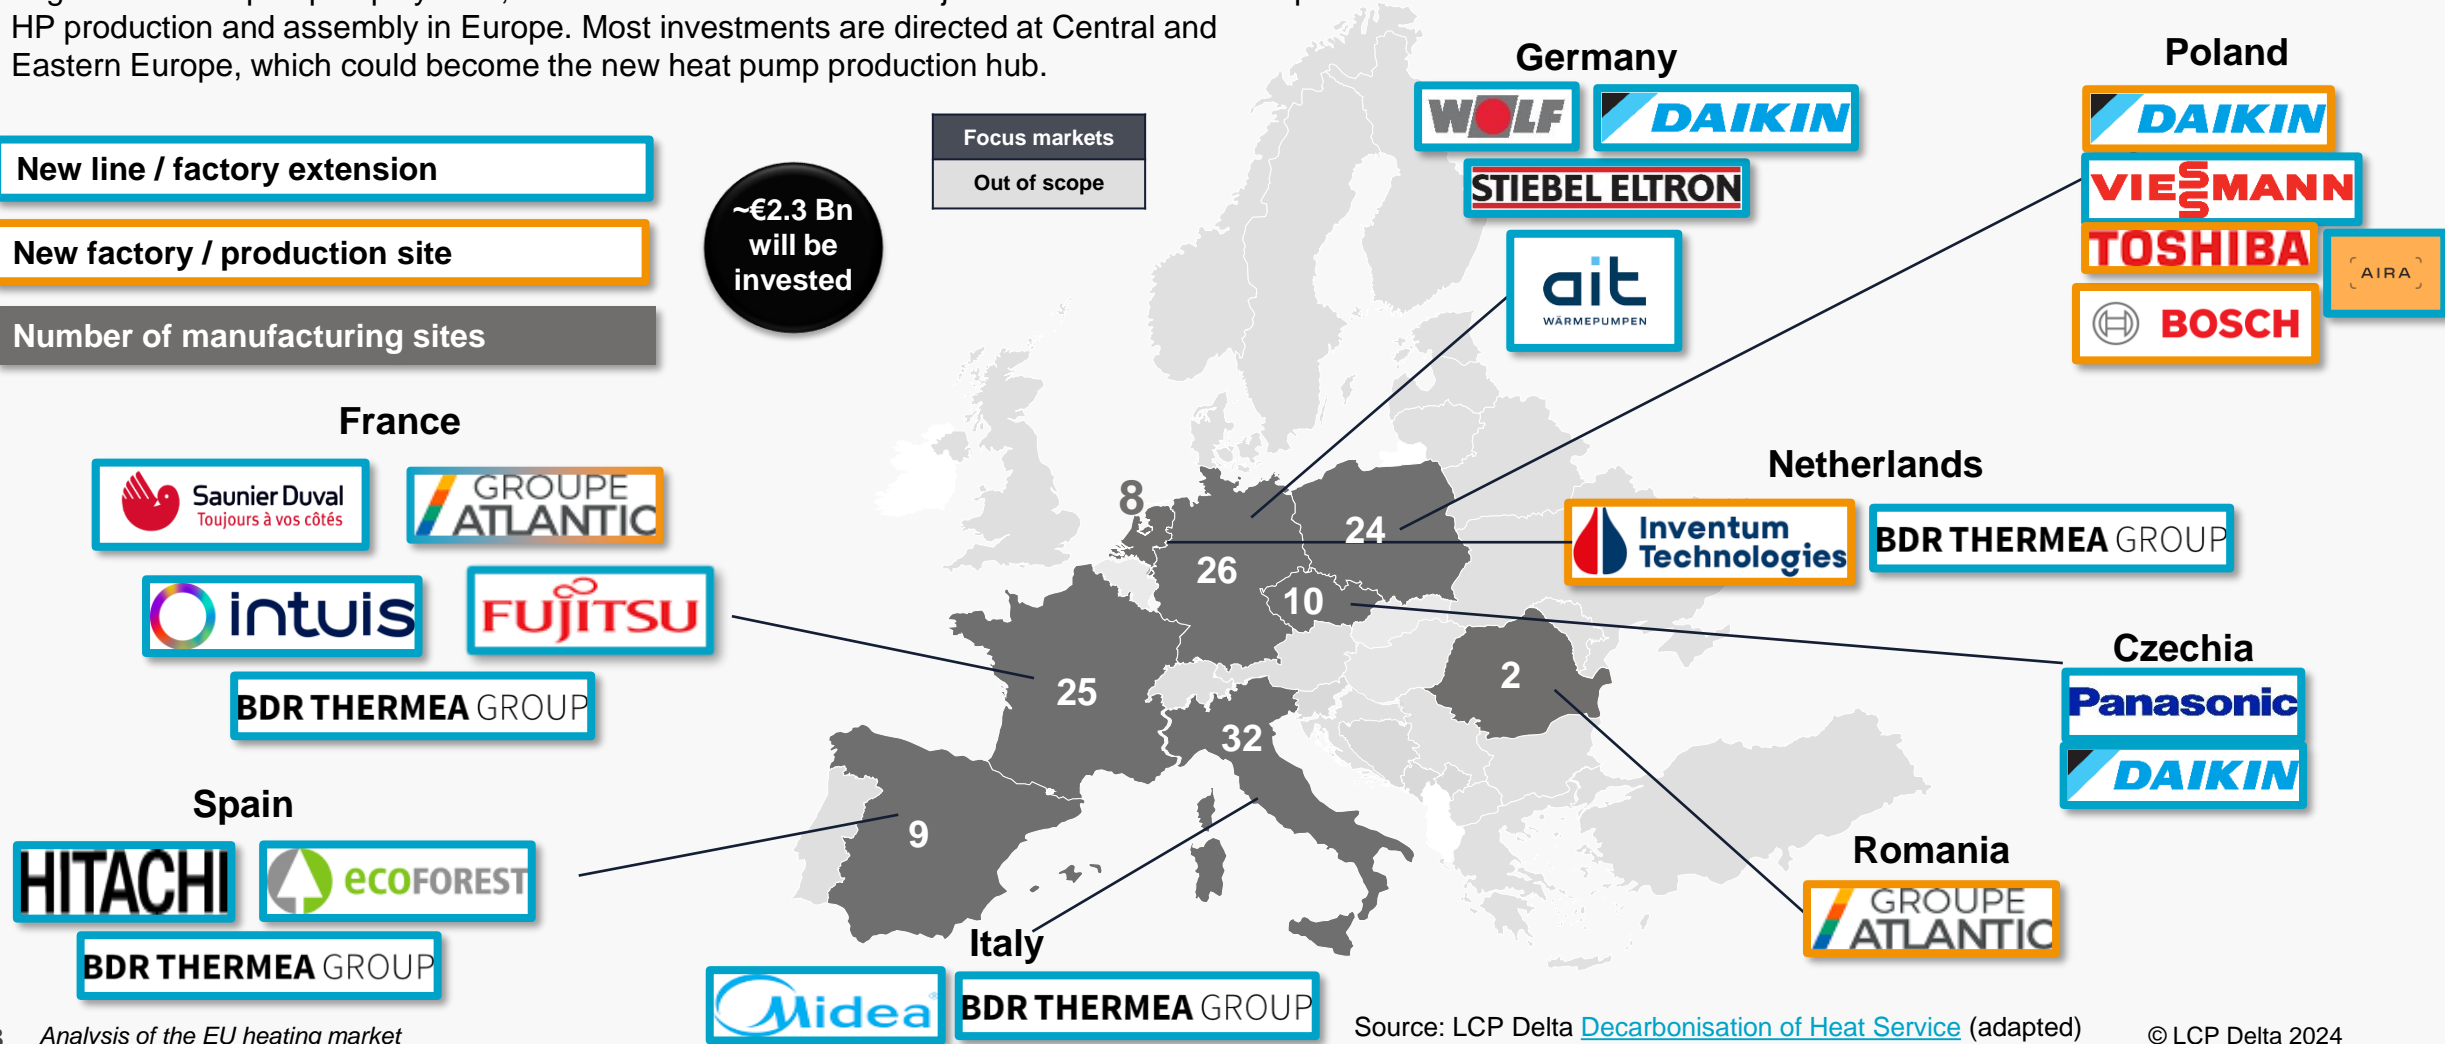 HP production and assembly in Europe. Most investments are directed at Central and
Eastern Europe, which could become the new heat pump production hub.
New line / factory extension
New factory / production site
Number of manufacturing sites
~€2.3 Bn
will be
invested
Focus markets
Out of scope
Germany
WOLF
DAIKIN
STIEBEL ELTRON
ait
WÄRMEPUMPEN
Poland
DAIKIN
VIESSMANN
TOSHIBA
AIRA
BOSCH
France
Saunier Duval
Toujours à vos côtés
GROUPE
ATLANTIC
intuis
FUJITSU
BDR THERMEA GROUP
8
24
26
10
25
2
32
9
Netherlands
Inventum
Technologies
BDR THERMEA GROUP
Czechia
Panasonic
DAIKIN
Spain
HITACHI
ecoFOREST
BDR THERMEA GROUP
Italy
Midea
BDR THERMEA GROUP
Romania
GROUPE
ATLANTIC
Analysis of the EU heating market
Source: LCP Delta Decarbonisation of Heat Service (adapted)
© LCP Delta 2024